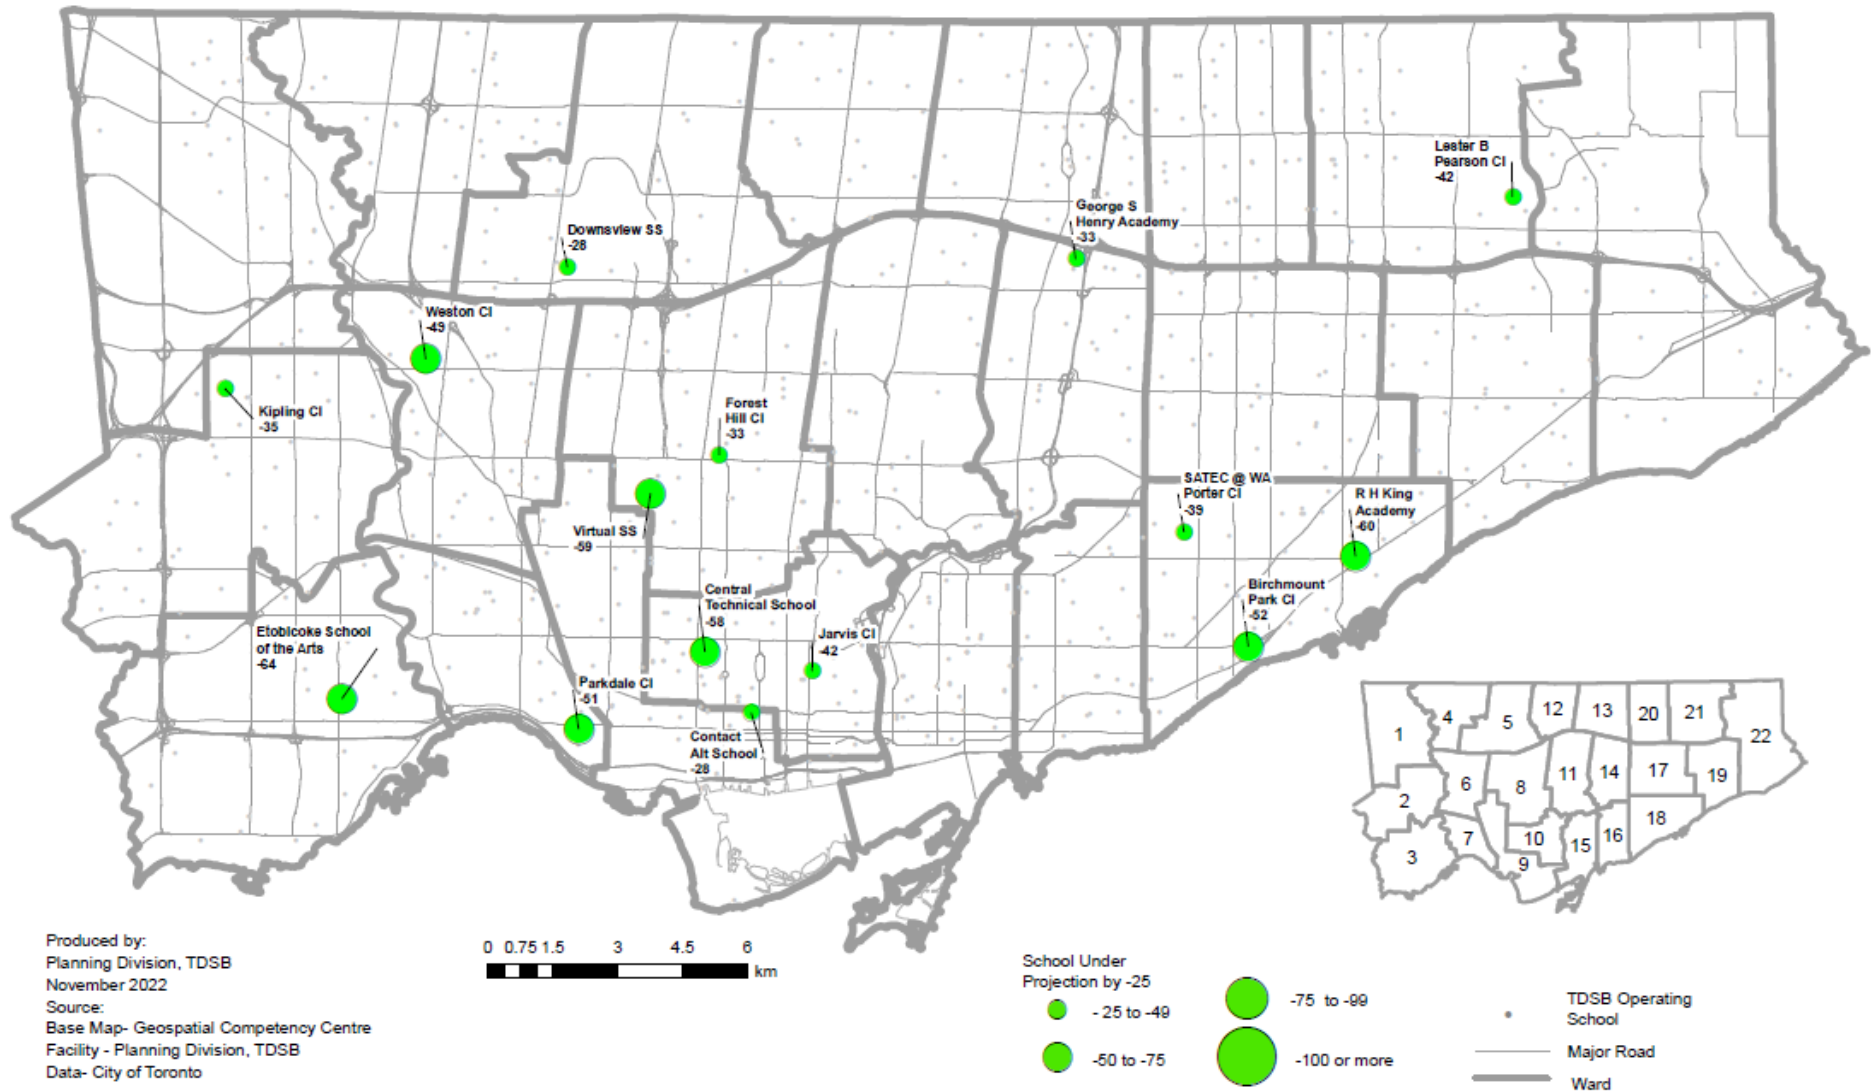 Lester B
Pearson CI
-42
George S
Henry Academy
-33
Downsview SS
-28
Weston CI
-49
Kipling CI
-35
Forest
Hill CI
-33
SATEC @ WA
Porter CI
-39
R H King
Academy
-60
Virtual SS
-59
Central
Technical School
-58
Birchmount
Park CI
-52
Etobicoke School
of the Arts
-64
Jarvis CI
-42
Parkdale CI
-51
Contact
Alt School
-28
1
4
5
12
13
20
21
22
2
6
8
11
14
17
19
3
7
10
9
15
16
18
Produced by:
Planning Division, TDSB
November 2022
Source:
Base Map- Geospatial Competency Centre
Facility - Planning Division, TDSB
Data- City of Toronto
0 0.75 1.5 3 4.5 6
km
School Under
Projection by -25
- 25 to -49
-50 to -75
-75 to -99
-100 or more
TDSB Operating
School
Major Road
Ward